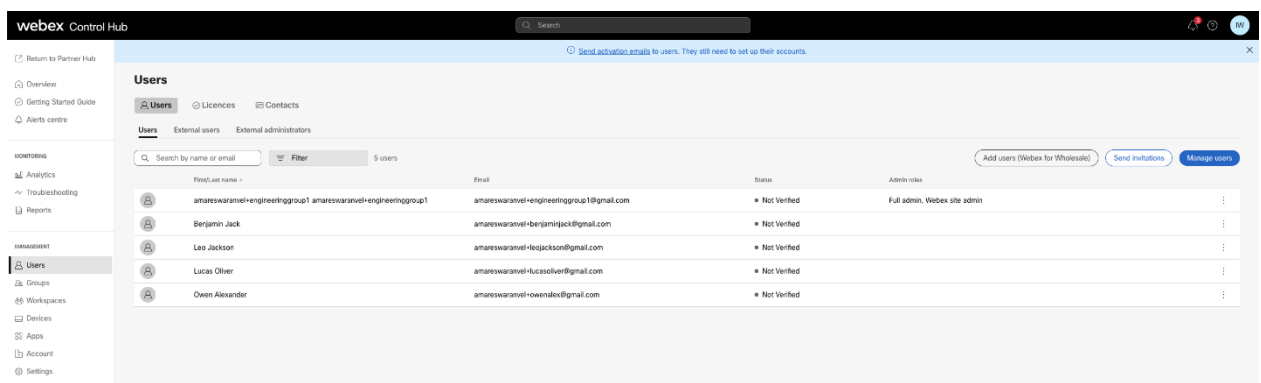 webex Control Hub
Search
3
IW
Return to Partner Hub
Send activation emails to users. They still need to set up their accounts.
Overview
Getting Started Guide
Alerts centre
MONITORING
Analytics
Troubleshooting
Reports
MANAGEMENT
Users
Groups
Workspaces
Devices
Apps
Account
Settings
Users
Users Licences Contacts
Users External users External administrators
Search by name or email Filter 5 users Add users (Webex for Wholesale) Send invitations Manage users
First/Last name Email Status Admin roles
amareswaranvel+engineeringgroup1 amareswaranvel+engineeringgroup1 amareswaranvel+engineeringgroup1@gmail.com Not Verified Full admin, Webex site admin
Benjamin Jack amareswaranvel+benjaminjack@gmail.com Not Verified
Leo Jackson amareswaranvel+leojackson@gmail.com Not Verified
Lucas Oliver amareswaranvel+lucasoliver@gmail.com Not Verified
Owen Alexander amareswaranvel+owenalex@gmail.com Not Verified